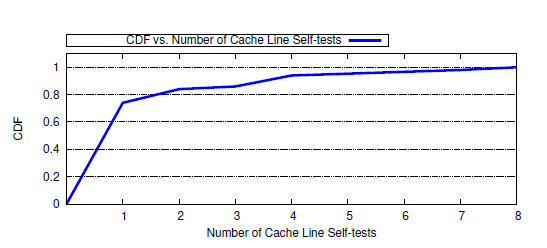 CDF vs. Number of Cache Line Self-tests
1
0.8
0.6
0.4
0.2
0
CDF
1 2 3 4 5 6 7 8
Number of Cache Line Self-tests